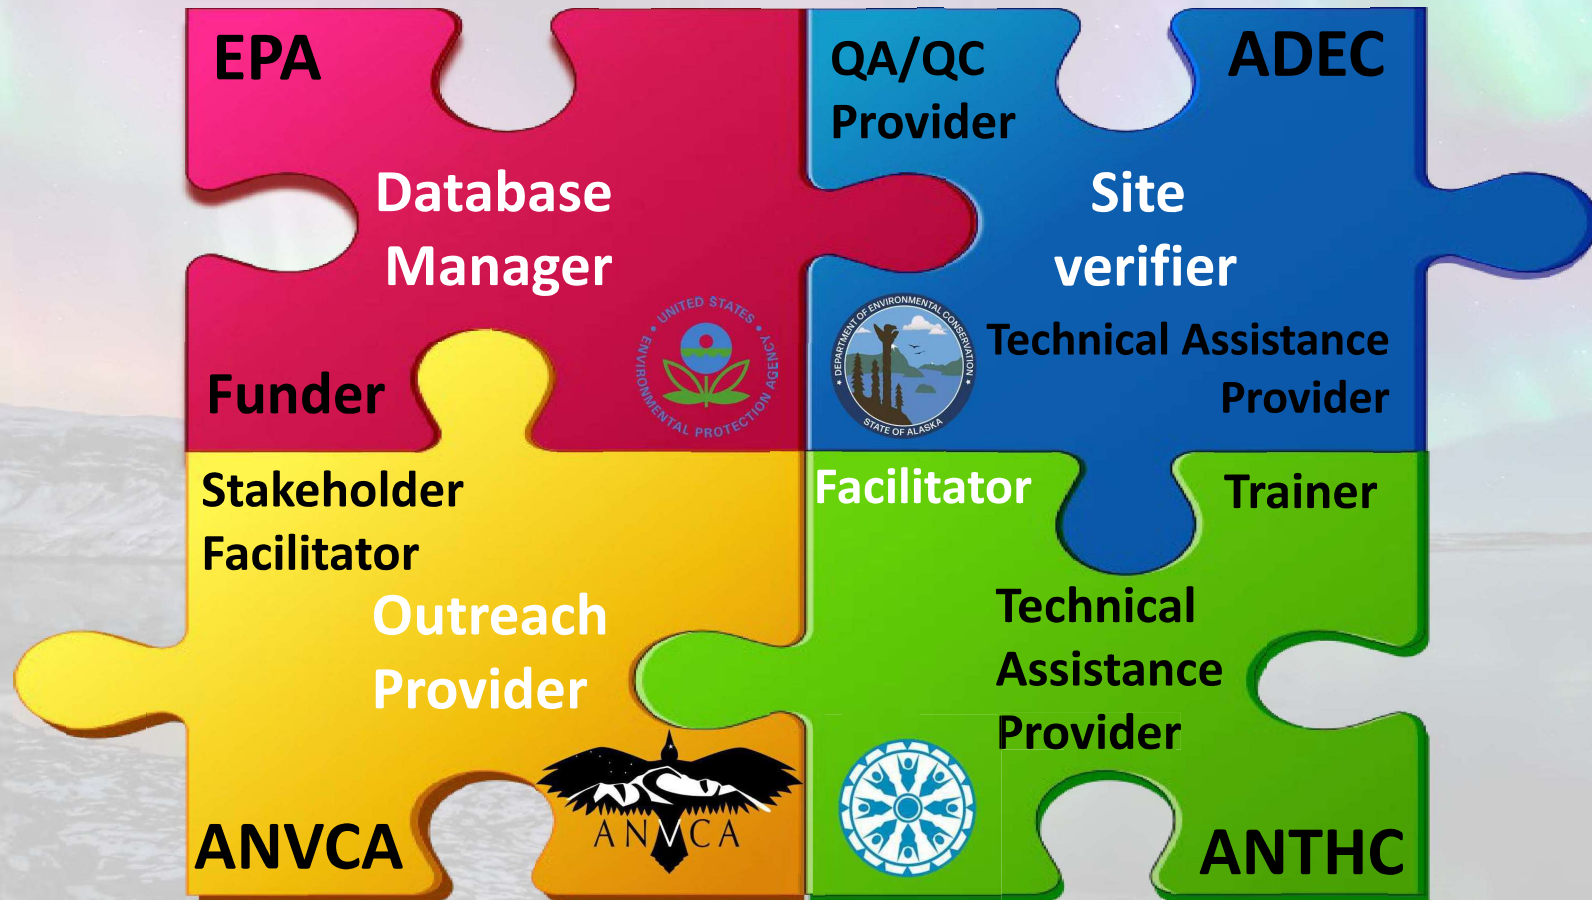 EPA
Database
Manager
Funder
UNITED STATES
ENVIRONMENTAL PROTECTION AGENCY
ADEC
QA/QC
Provider
Site
verifier
Technical Assistance
Provider
DEPARTMENT OF ENVIRONMENTAL CONSERVATION
STATE OF ALASKA
Stakeholder
Facilitator
Outreach
Provider
ANVCA
ANVCA
Facilitator
Trainer
Technical
Assistance
Provider
ANTHC